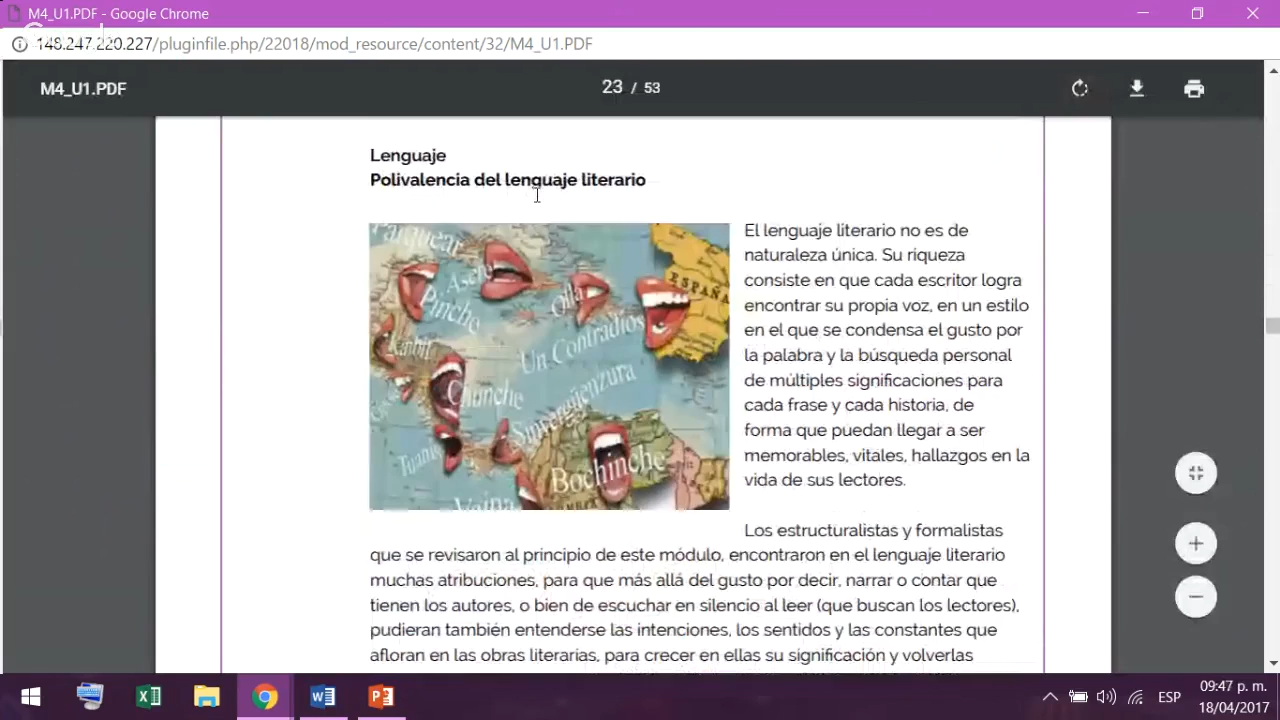 M4_U1.PDF - Google Chrome
148.247.220.227/pluginfile.php/22018/mod_resource/content/32/M4_U1.PDF
M4_U1.PDF
23 / 53
Lenguaje
Polivalencia del lenguaje literario
Parquear
Asere
Pinche
Olla
ESPAÑA
Un Contradios
Chunche
Sinvergüenzura
Bochinche
Vaina
El lenguaje literario no es de
naturaleza única. Su riqueza
consiste en que cada escritor logra
encontrar su propia voz, en un estilo
en el que se condensa el gusto por
la palabra y la búsqueda personal
de múltiples significaciones para
cada frase y cada historia, de
forma que puedan llegar a ser
memorables, vitales, hallazgos en la
vida de sus lectores.
Los estructuralistas y formalistas
que se revisaron al principio de este módulo, encontraron en el lenguaje literario
muchas atribuciones, para que más allá del gusto por decir, narrar o contar que
tienen los autores, o bien de escuchar en silencio al leer (que buscan los lectores),
pudieran también entenderse las intenciones, los sentidos y las constantes que
afloran en las obras literarias, para crecer en ellas su significación y volverlas
ESP
09:47 p. m.
18/04/2017